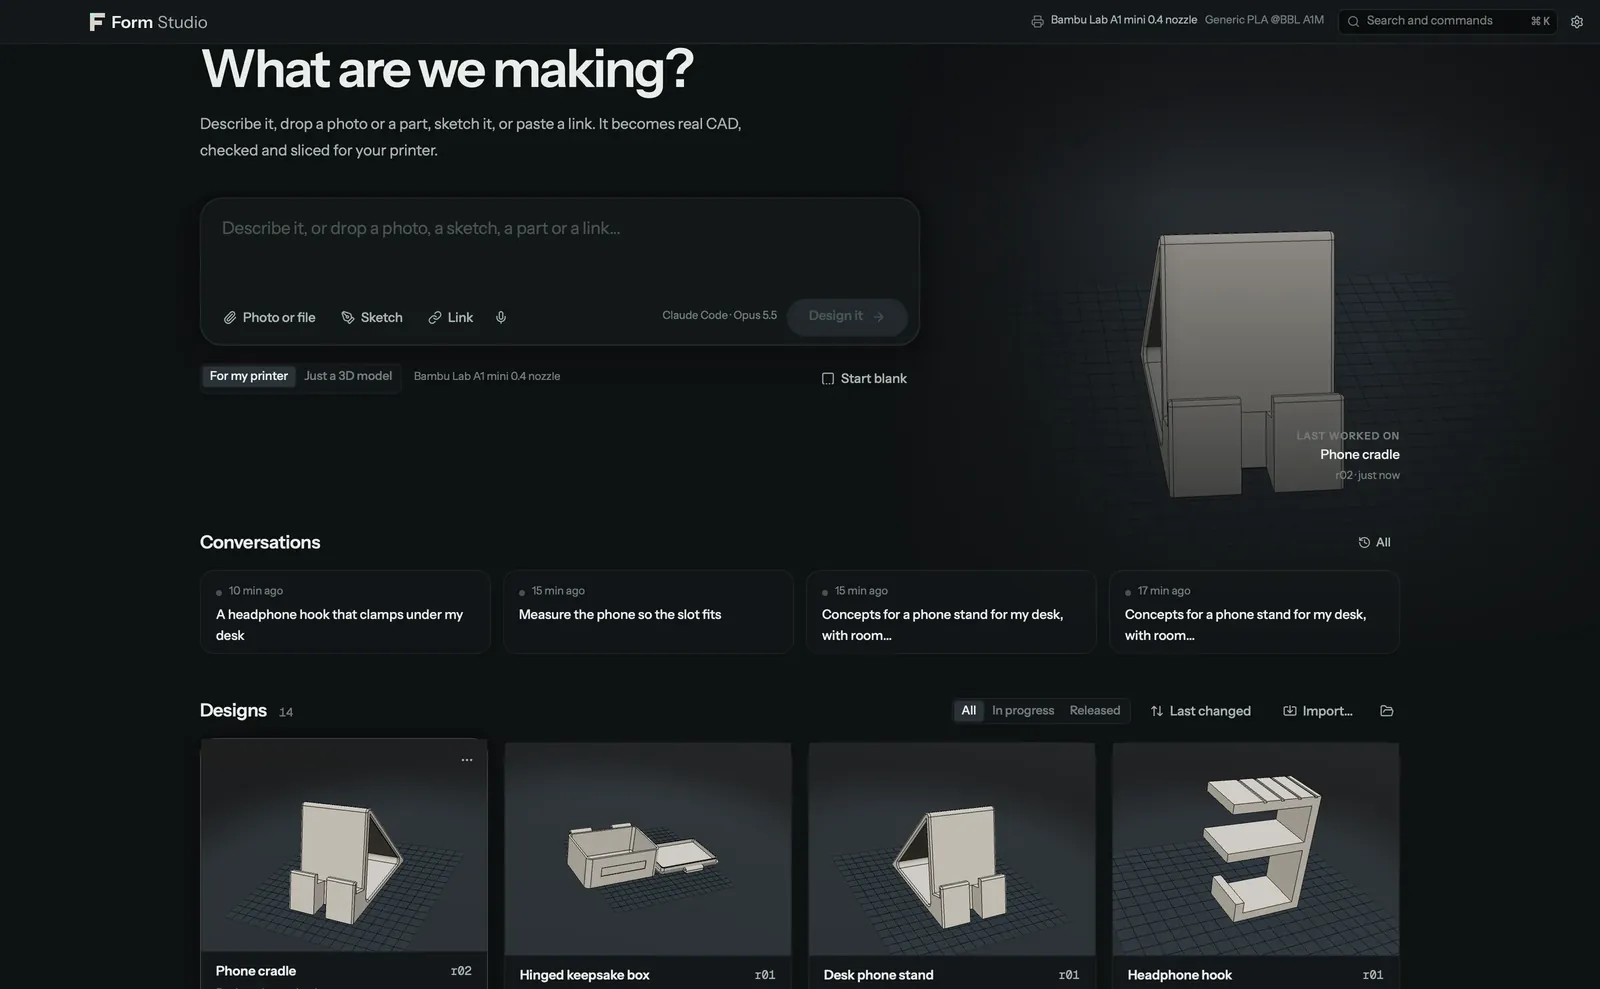 Form Studio
Bambu Lab A1 mini 0.4 nozzle Generic PLA @BBL A1M
Search and commands ⌘ K
What are we making?
Describe it, drop a photo or a part, sketch it, or paste a link. It becomes real CAD,
checked and sliced for your printer.
Describe it, or drop a photo, a sketch, a part or a link...
Photo or file Sketch Link
Claude Code · Opus 5.5 Design it →
For my printer Just a 3D model Bambu Lab A1 mini 0.4 nozzle
Start blank
LAST WORKED ON
Phone cradle
r02 · just now
Conversations
All
10 min ago
A headphone hook that clamps under my
desk
15 min ago
Measure the phone so the slot fits
15 min ago
Concepts for a phone stand for my desk,
with room...
17 min ago
Concepts for a phone stand for my desk,
with room...
Designs 14
All In progress Released
Last changed
Import...
Phone cradle r02
Hinged keepsake box r01
Desk phone stand r01
Headphone hook r01